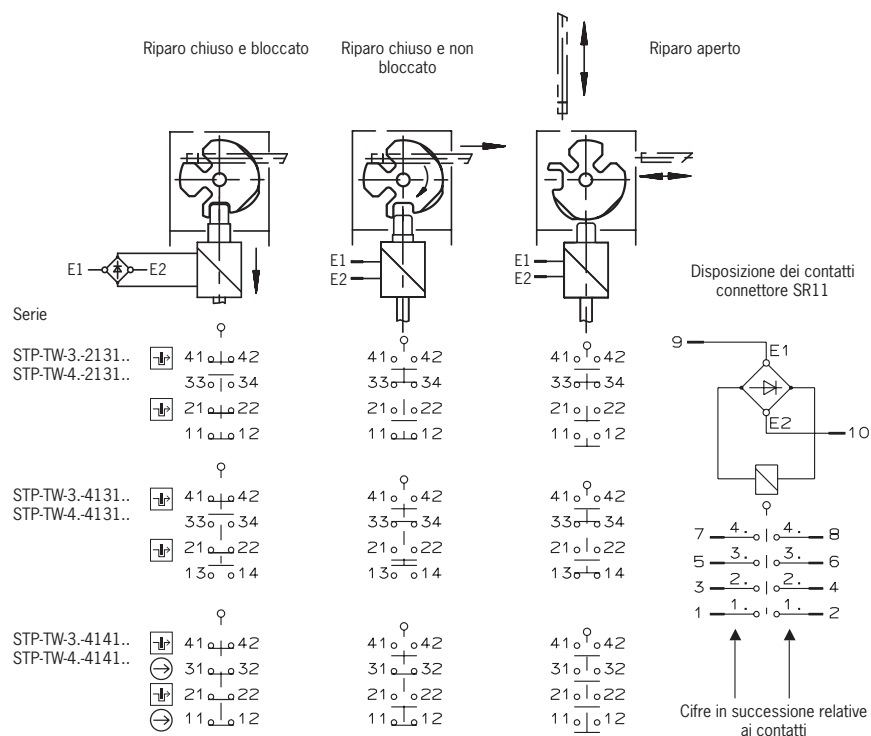 Riparo chiuso e bloccato
Riparo chiuso e non
bloccato
Riparo aperto
E1
E2
E1
E2
E1
E2
Serie
STP-TW-3.-2131..
STP-TW-4.-2131..
41 42
33 34
21 22
11 12
41 42
33 34
21 22
11 12
41 42
33 34
21 22
11 12
STP-TW-3.-4131..
STP-TW-4.-4131..
41 42
33 34
21 22
13 14
41 42
33 34
21 22
13 14
41 42
33 34
21 22
13 14
STP-TW-3.-4141..
STP-TW-4.-4141..
41 42
31 32
21 22
11 12
41 42
31 32
21 22
11 12
41 42
31 32
21 22
11 12
Disposizione dei contatti
connettore SR11
9
E1
E2
10
7 4. 4. 8
5 3. 3. 6
3 2. 2. 4
1 1. 1. 2
Cifre in successione relative
ai contatti